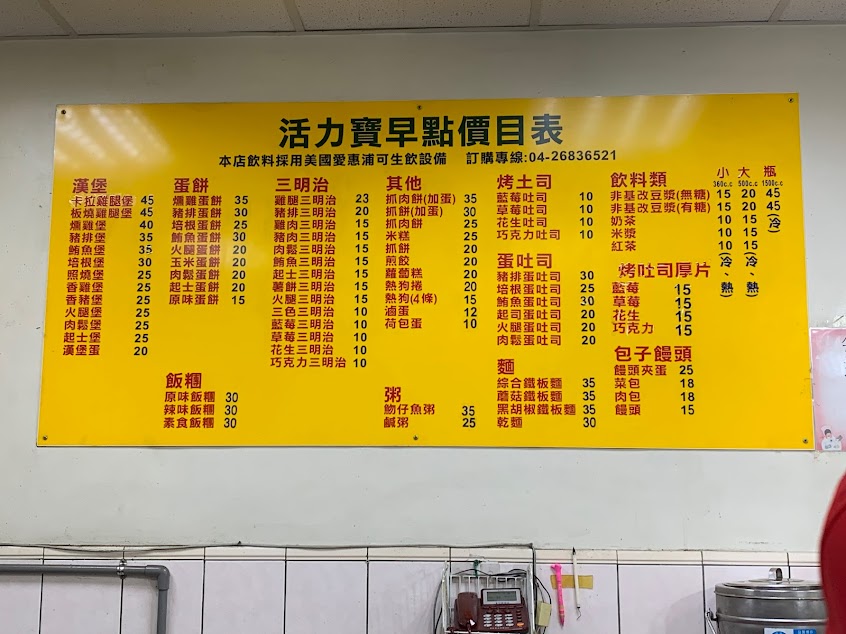 活力寶早點價目表
本店飲料採用美國愛惠浦可生飲設備 訂購專線:04-26836521
漢堡
卡拉雞腿堡 45
板燒雞腿堡 45
燻雞堡 40
豬排堡 35
鮪魚堡 35
培根堡 30
照燒堡 25
香雞堡 25
香豬堡 25
火腿堡 25
肉鬆堡 25
起士堡 25
漢堡蛋 20
蛋餅
燻雞蛋餅 35
豬排蛋餅 30
培根蛋餅 25
鮪魚蛋餅 30
火腿蛋餅 20
玉米蛋餅 20
肉鬆蛋餅 20
起士蛋餅 20
原味蛋餅 15
飯糰
原味飯糰 30
辣味飯糰 30
素食飯糰 30
三明治
雞腿三明治 23
豬排三明治 20
雞肉三明治 15
豬肉三明治 15
肉鬆三明治 15
鮪魚三明治 15
起士三明治 15
薯餅三明治 15
火腿三明治 15
三色三明治 10
藍莓三明治 10
草莓三明治 10
花生三明治 10
巧克力三明治 10
其他
抓肉餅(加蛋) 35
抓餅(加蛋) 30
抓肉餅 25
米糕 25
抓餅 20
煎餃 20
蘿蔔糕 20
熱狗捲 20
熱狗(4條) 15
滷蛋 12
荷包蛋 10
粥
魩仔魚粥 35
鹹粥 25
烤土司
藍莓吐司 10
草莓吐司 10
花生吐司 10
巧克力吐司 10
蛋吐司
豬排蛋吐司 30
培根蛋吐司 25
鮪魚蛋吐司 30
起司蛋吐司 20
火腿蛋吐司 20
肉鬆蛋吐司 20
麵
綜合鐵板麵 35
蘑菇鐵板麵 35
黑胡椒鐵板麵 35
乾麵 30
飲料類 小 大 瓶
360c.c 500c.c 1500c.c
非基改豆漿(無糖) 15 20 45
非基改豆漿(有糖) 15 20 45
奶茶 10 15 (冷)
米漿 10 15
紅茶 10 15
(冷、熱) (冷、熱)
烤吐司厚片
藍莓 15
草莓 15
花生 15
巧克力 15
包子饅頭
饅頭夾蛋 25
菜包 18
肉包 18
饅頭 15